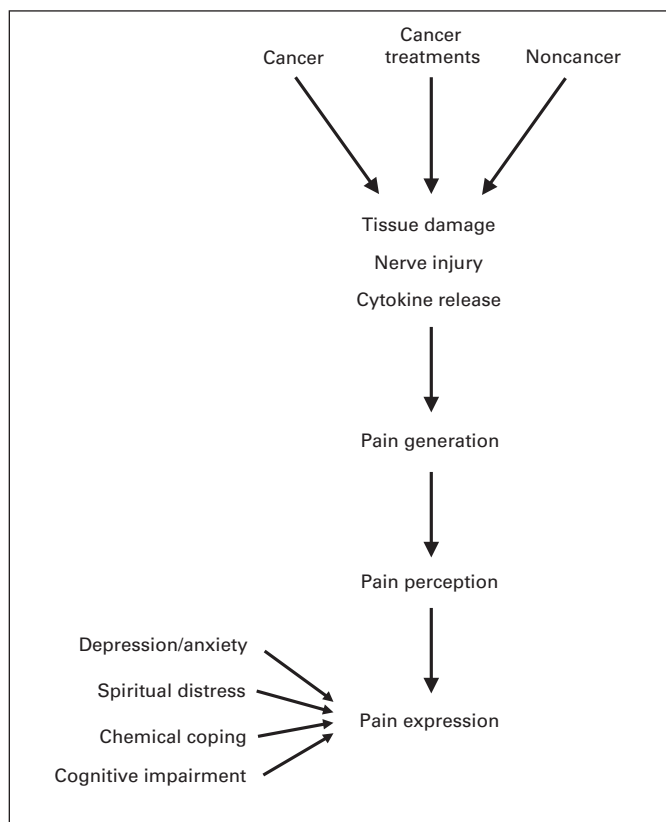 Cancer
Cancer
treatments
Noncancer
Tissue damage
Nerve injury
Cytokine release
Pain generation
Pain perception
Depression/anxiety
Spiritual distress
Chemical coping
Cognitive impairment
Pain expression